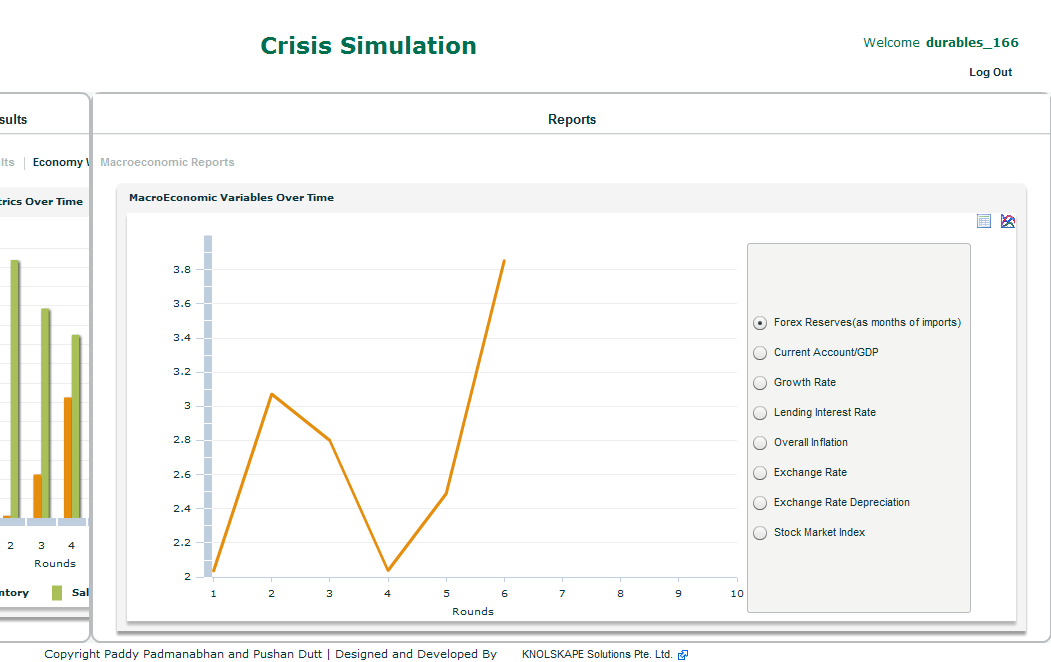 Crisis Simulation
Welcome durables_166
Log Out
sults
Reports
lts | Economy
Macroeconomic Reports
trics Over Time
MacroEconomic Variables Over Time
3.8
3.6
3.4
3.2
3
2.8
2.6
2.4
2.2
2
1 2 3 4 5 6 7 8 9 10
Rounds
Forex Reserves(as months of imports)
Current Account/GDP
Growth Rate
Lending Interest Rate
Overall Inflation
Exchange Rate
Exchange Rate Depreciation
Stock Market Index
2 3 4
Rounds
ntory Sal
Copyright Paddy Padmanabhan and Pushan Dutt | Designed and Developed By KNOLSKAPE Solutions Pte. Ltd.